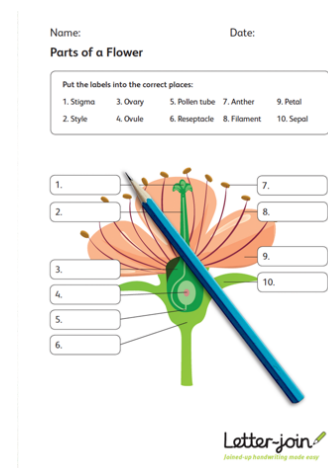 Name: Date:
Parts of a Flower
Put the labels into the correct places:
1. Stigma 3. Ovary 5. Pollen tube 7. Anther 9. Petal
2. Style 4. Ovule 6. Reseptacle 8. Filament 10. Sepal
1. 7.
2. 8.
9.
3. 10.
4.
5.
6.
Letter-join
Joined-up handwriting made easy